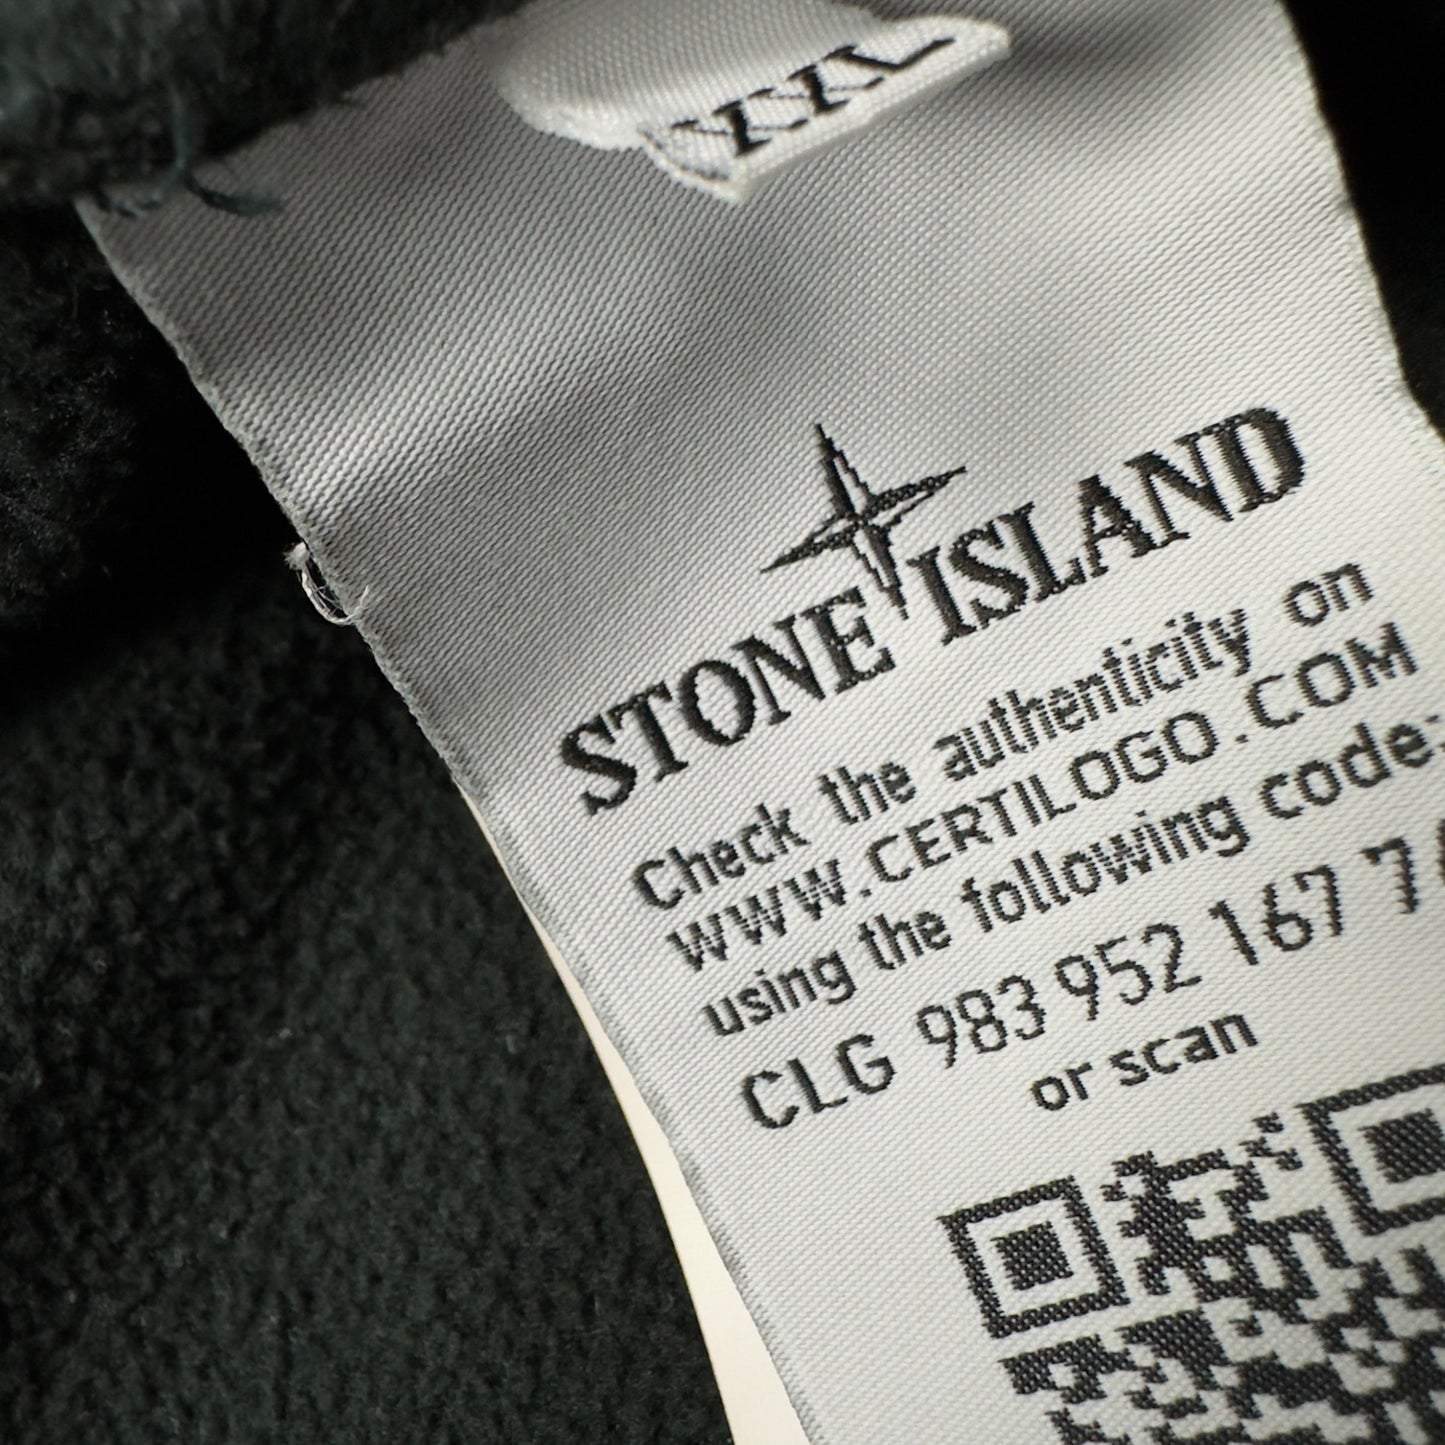 XXL
STONE ISLAND
Check the authenticity on
WWW.CERTILOGO.COM
using the following code:
CLG 983 952 167 7
or scan